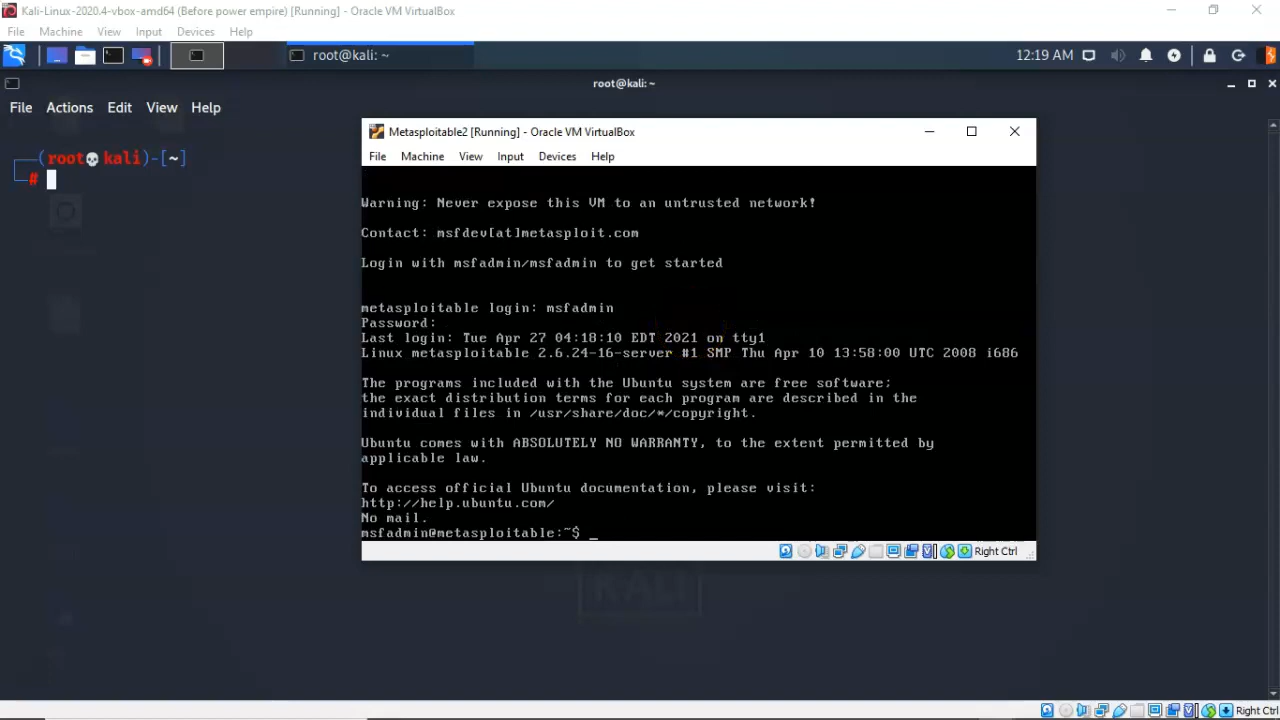 Kali-Linux-2020.4-vbox-amd64 (Before power empire) [Running] - Oracle VM VirtualBox
File Machine View Input Devices Help
root@kali: ~
12:19 AM
root@kali:~
File Actions Edit View Help
(root💀kali)-[~]
#
Metasploitable2 [Running] - Oracle VM VirtualBox
File Machine View Input Devices Help
Warning: Never expose this VM to an untrusted network!
Contact: msfdev[at]metasploit.com
Login with msfadmin/msfadmin to get started
metasploitable login: msfadmin
Password:
Last login: Tue Apr 27 04:18:10 EDT 2021 on tty1
Linux metasploitable 2.6.24-16-server #1 SMP Thu Apr 10 13:58:00 UTC 2008 i686
The programs included with the Ubuntu system are free software;
the exact distribution terms for each program are described in the
individual files in /usr/share/doc/*/copyright.
Ubuntu comes with ABSOLUTELY NO WARRANTY, to the extent permitted by
applicable law.
To access official Ubuntu documentation, please visit:
http://help.ubuntu.com/
No mail.
msfadmin@metasploitable:~$ _
Right Ctrl
KALI
Right Ctrl